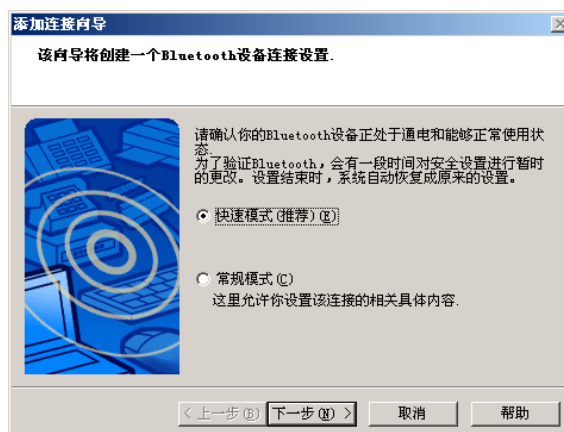 添加连接向导
该向导将创建一个Bluetooth设备连接设置.
请确认你的Bluetooth设备正处于通电和能够正常使用状
态.
为了验证Bluetooth，会有一段时间对安全设置进行暂时
的更改。设置结束时，系统自动恢复成原来的设置。
快速模式(推荐)(E)
常规模式(C)
这里允许你设置该连接的相关具体内容.
< 上一步(B) 下一步(N) > 取消 帮助